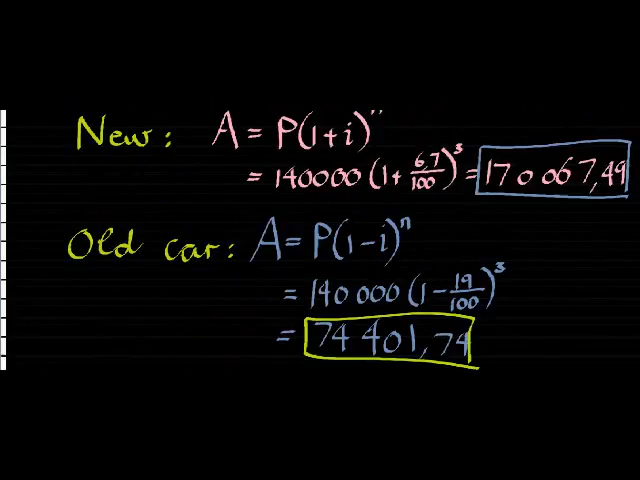 New: A = P(1+i)^n
= 140000 (1 + 6,7/100)^3 = 170 067,49
Old car: A = P(1-i)^n
= 140 000 (1 - 19/100)^3
= 74 401,74